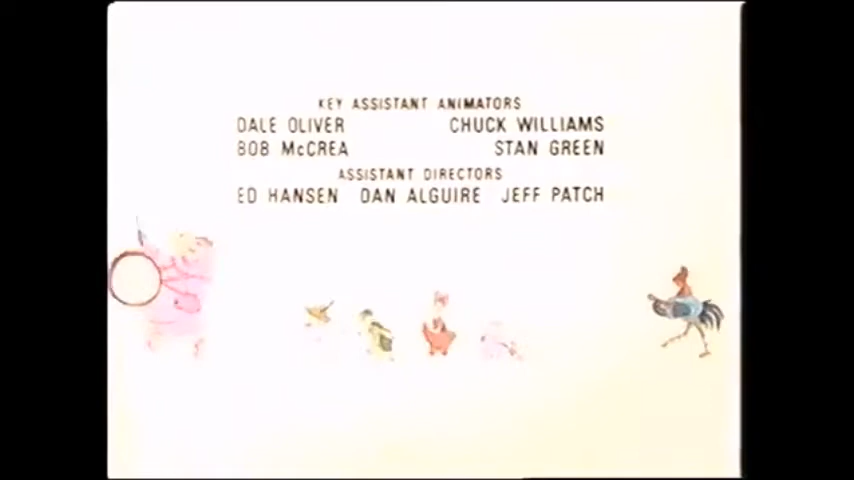 KEY ASSISTANT ANIMATORS
DALE OLIVER CHUCK WILLIAMS
BOB McCREA STAN GREEN
ASSISTANT DIRECTORS
ED HANSEN DAN ALGUIRE JEFF PATCH